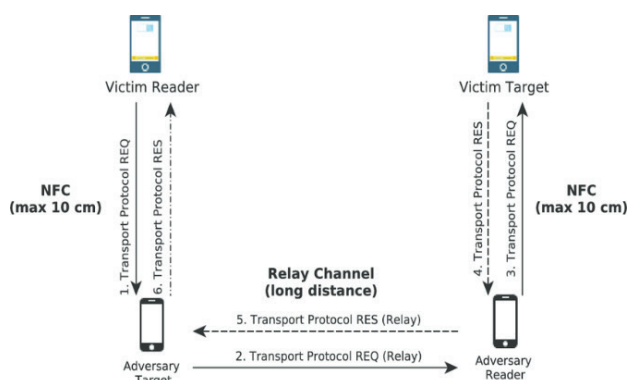 Victim Reader
Victim Target
1. Transport Protocol REQ
6. Transport Protocol RES
4. Transport Protocol RES
3. Transport Protocol REQ
NFC
(max 10 cm)
NFC
(max 10 cm)
Relay Channel
(long distance)
5. Transport Protocol RES (Relay)
2. Transport Protocol REQ (Relay)
Adversary
Target
Adversary
Reader